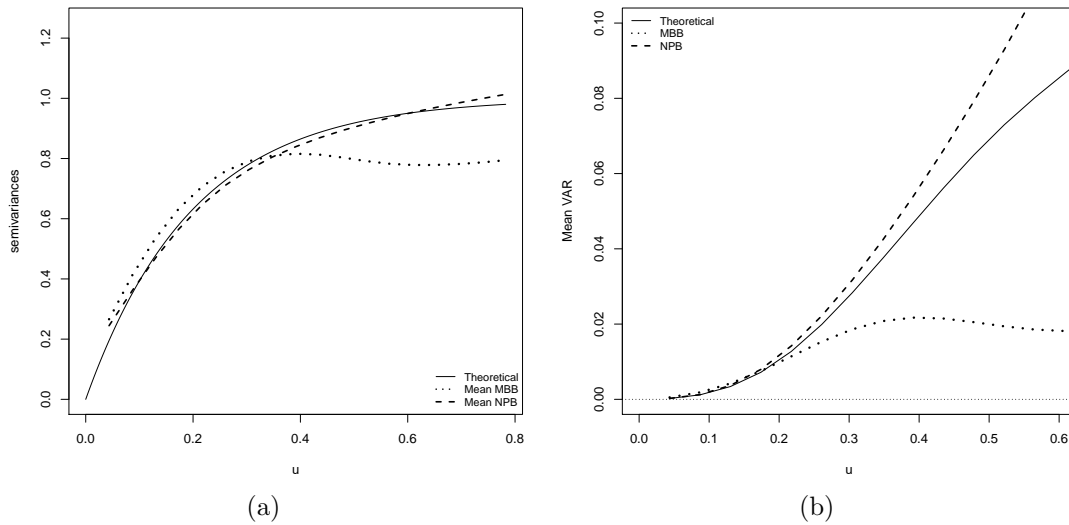 semivariances
1.2
1.0
0.8
0.6
0.4
0.2
0.0
Theoretical
Mean MBB
Mean NPB
0.0 0.2 0.4 0.6 0.8
u
(a)
Mean VAR
0.10
0.08
0.06
0.04
0.02
0.00
Theoretical
MBB
NPB
0.0 0.1 0.2 0.3 0.4 0.5 0.6
u
(b)